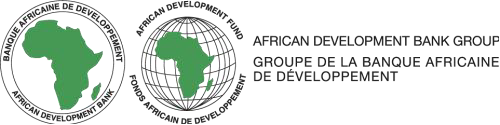 BANQUE AFRICAINE DE DEVELOPPEMENT
AFRICAN DEVELOPMENT BANK
AFRICAN DEVELOPMENT FUND
FONDS AFRICAIN DE DEVELOPPEMENT
AFRICAN DEVELOPMENT BANK GROUP
GROUPE DE LA BANQUE AFRICAINE
DE DÉVELOPPEMENT